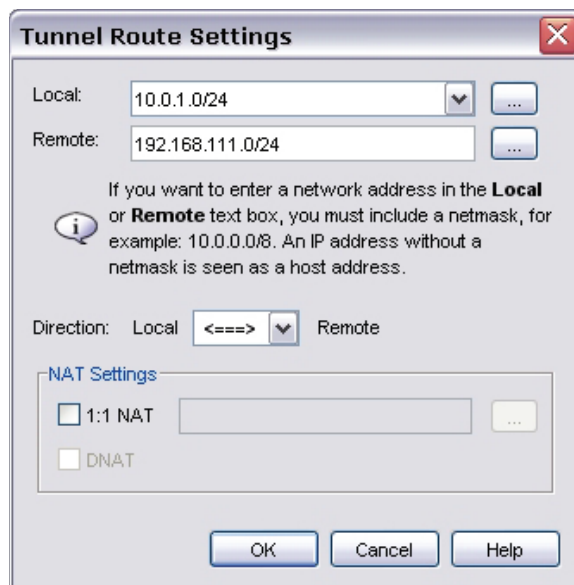 Tunnel Route Settings
Local: 10.0.1.0/24 ...
Remote: 192.168.111.0/24 ...
If you want to enter a network address in the Local
or Remote text box, you must include a netmask, for
example: 10.0.0.0/8. An IP address without a
netmask is seen as a host address.
Direction: Local <===> Remote
NAT Settings
1:1 NAT ...
DNAT
OK Cancel Help